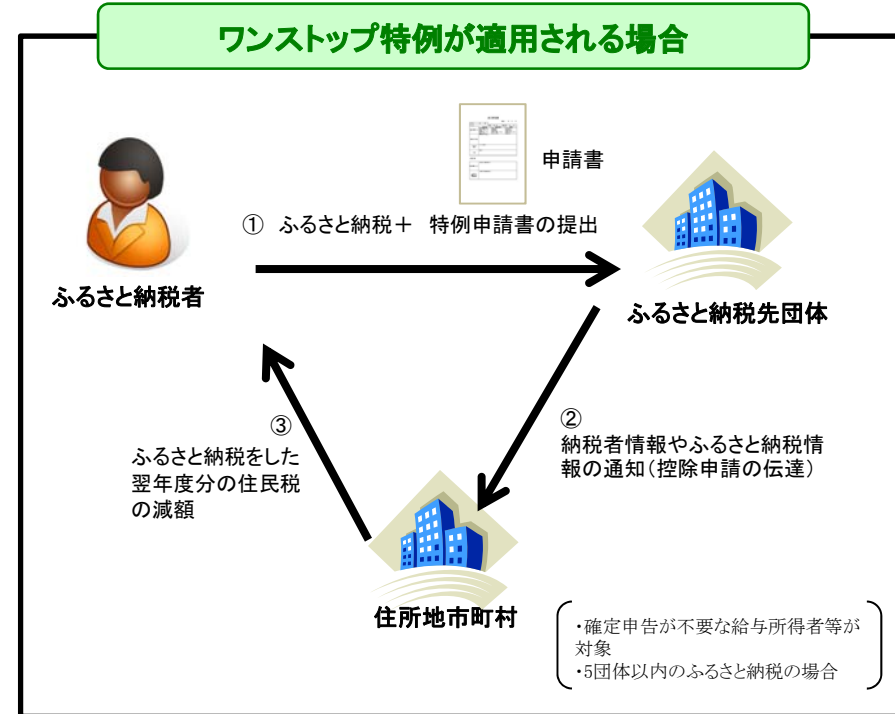 ワンストップ特例が適用される場合
申請書
① ふるさと納税＋ 特例申請書の提出
ふるさと納税者
ふるさと納税先団体
②
納税者情報やふるさと納税情
報の通知（控除申請の伝達）
③
ふるさと納税をした
翌年度分の住民税
の減額
住所地市町村
・確定申告が不要な給与所得者等が
対象
・5団体以内のふるさと納税の場合